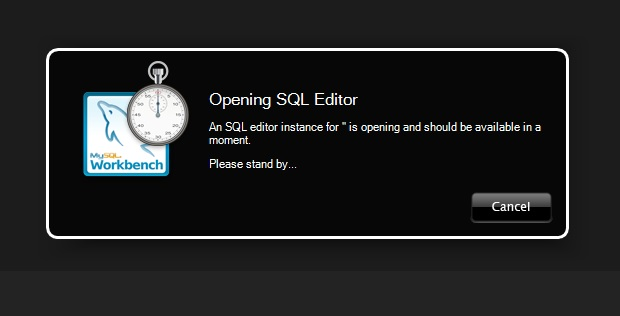 Opening SQL Editor
An SQL editor instance for '' is opening and should be available in a
moment.
Please stand by...
MySQL
Workbench
Cancel